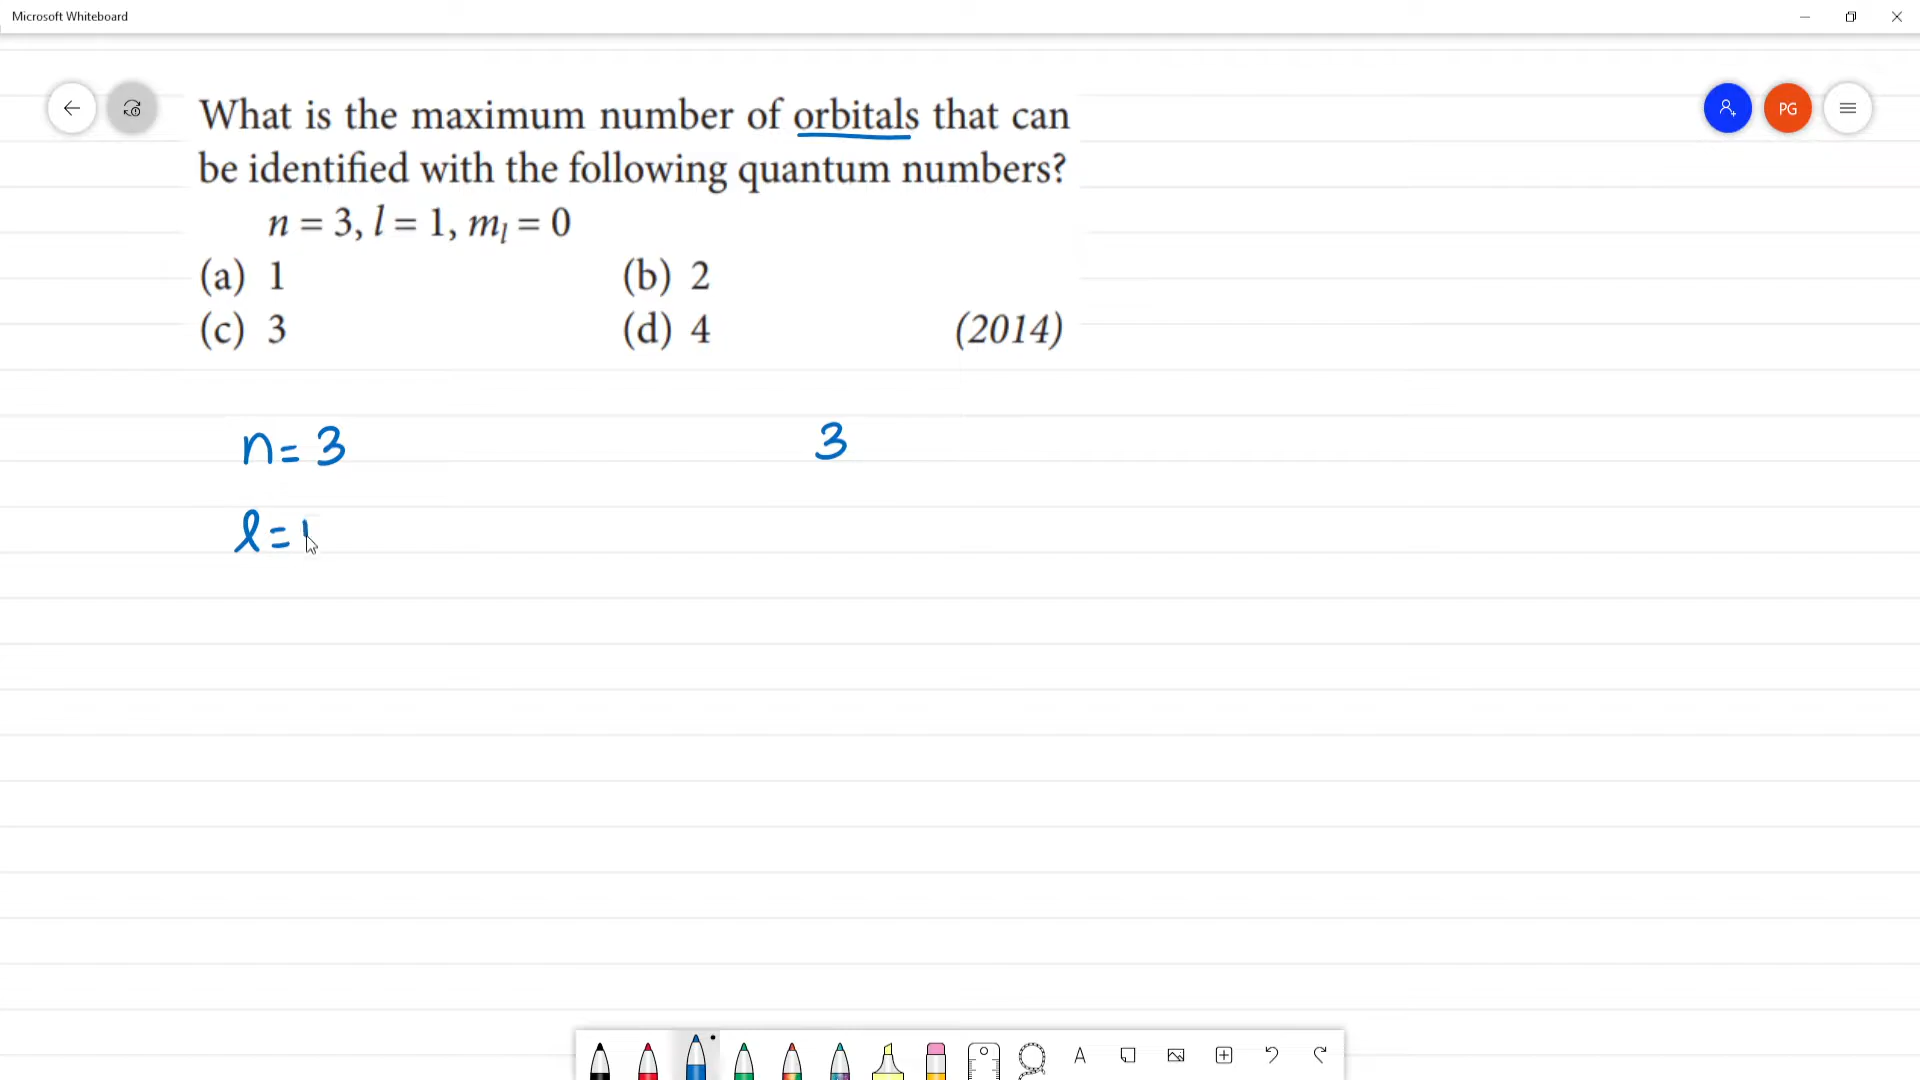 Microsoft Whiteboard
PG
What is the maximum number of orbitals that can
be identified with the following quantum numbers?
n = 3, l = 1, mₗ = 0
(a) 1 (b) 2
(c) 3 (d) 4 (2014)
n = 3 3
l = 1
A